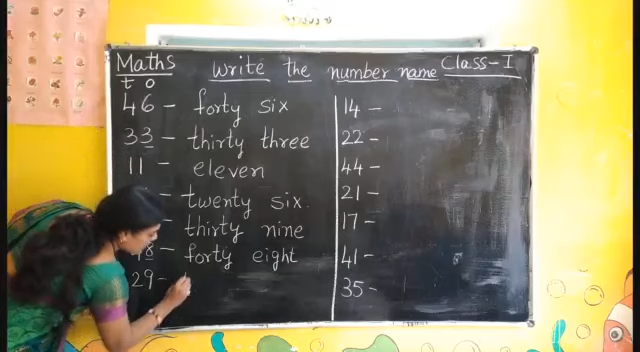 Maths
Write the number name
Class-I
t o
46 - forty six
33 - thirty three
11 - eleven
- twenty six
- thirty nine
8 - forty eight
29 -
14 -
22 -
44 -
21 -
17 -
41 -
35 -